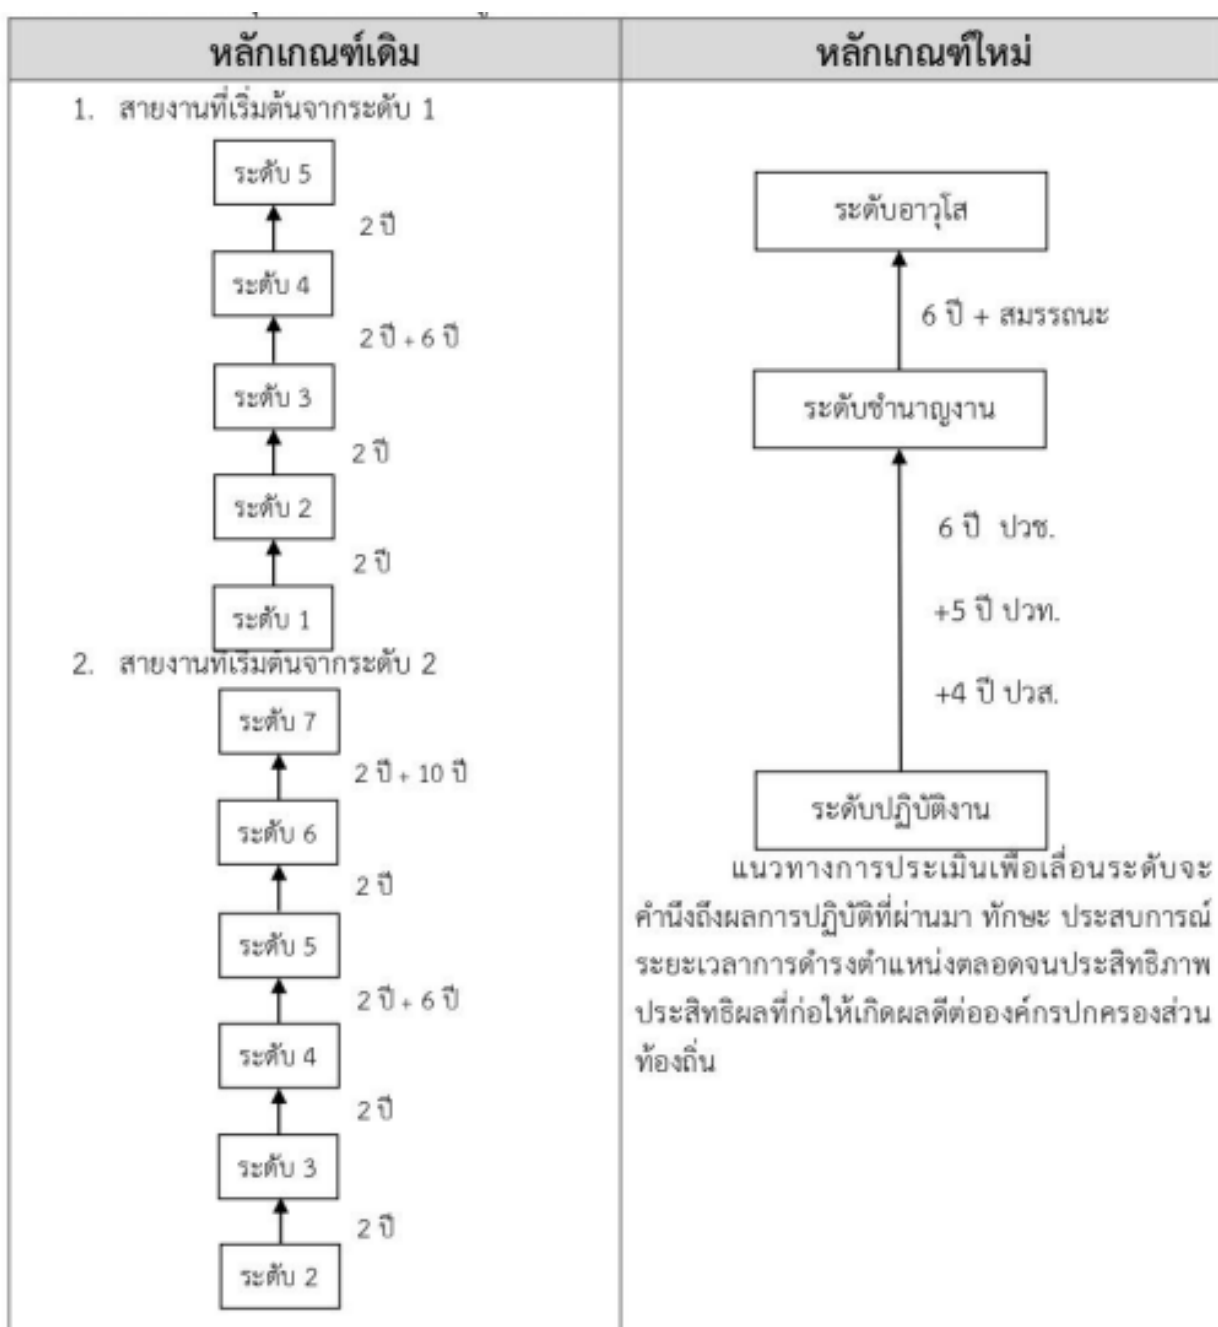 หลักเกณฑ์เดิม
1. สายงานที่เริ่มต้นจากระดับ 1
ระดับ 5
2 ปี
ระดับ 4
2 ปี + 6 ปี
ระดับ 3
2 ปี
ระดับ 2
2 ปี
ระดับ 1
2. สายงานที่เริ่มต้นจากระดับ 2
ระดับ 7
2 ปี + 10 ปี
ระดับ 6
2 ปี
ระดับ 5
2 ปี + 6 ปี
ระดับ 4
2 ปี
ระดับ 3
2 ปี
ระดับ 2
หลักเกณฑ์ใหม่
ระดับอาวุโส
6 ปี + สมรรถนะ
ระดับชำนาญงาน
6 ปี ปวช.
+5 ปี ปวท.
+4 ปี ปวส.
ระดับปฏิบัติงาน
แนวทางการประเมินเพื่อเลื่อนระดับจะ
คำนึงถึงผลการปฏิบัติที่ผ่านมา ทักษะ ประสบการณ์
ระยะเวลาการดำรงตำแหน่งตลอดจนประสิทธิภาพ
ประสิทธิผลที่ก่อให้เกิดผลดีต่อองค์กรปกครองส่วน
ท้องถิ่น